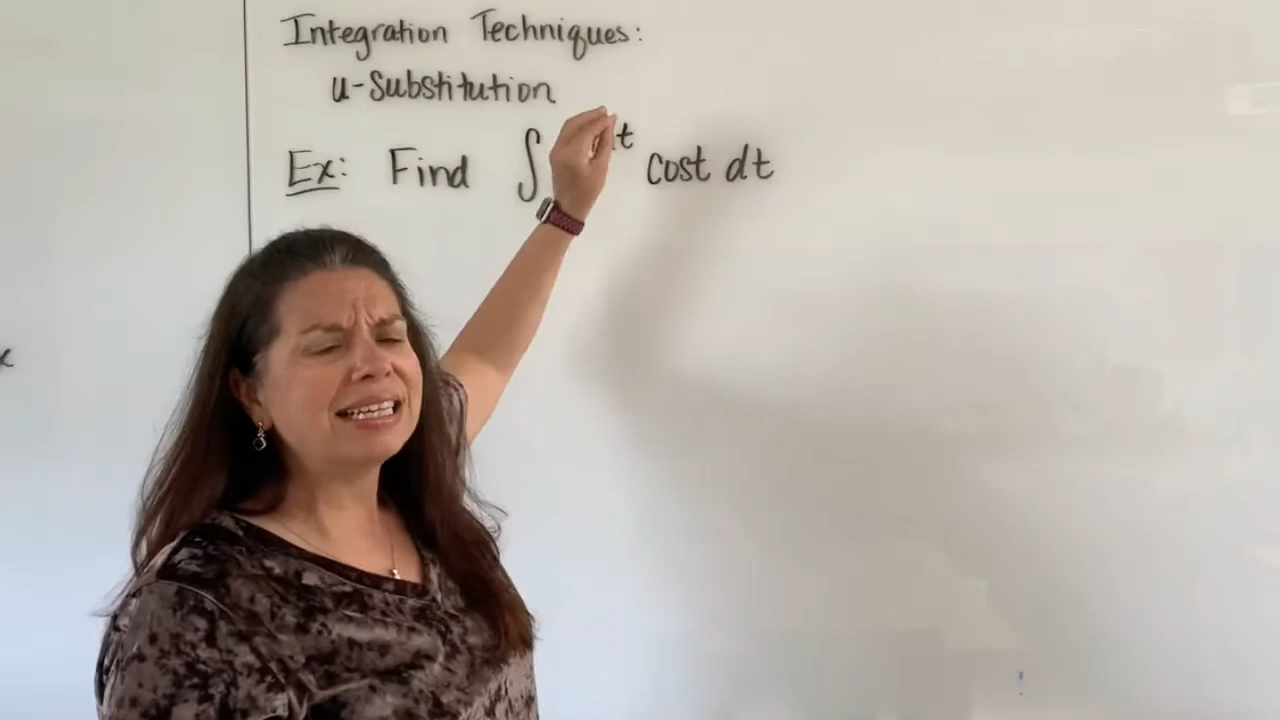 Integration Techniques:
u-Substitution
Ex: Find ∫ t cost dt
x